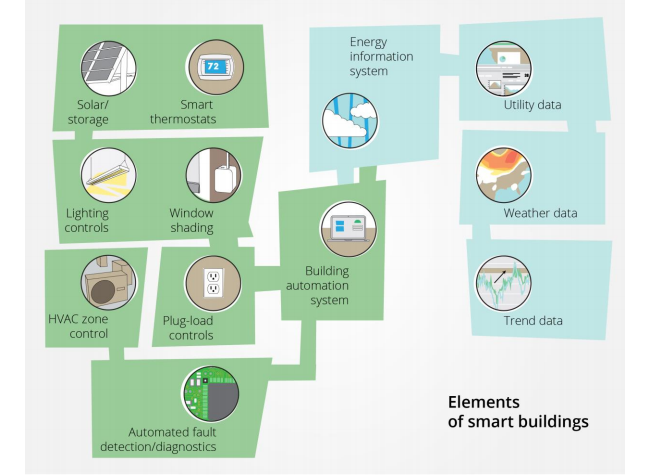 Solar/
storage
72
Smart
thermostats
Energy
information
system
Utility data
Lighting
controls
Window
shading
Weather data
Building
automation
system
HVAC zone
control
Plug-load
controls
Trend data
Automated fault
detection/diagnostics
Elements
of smart buildings